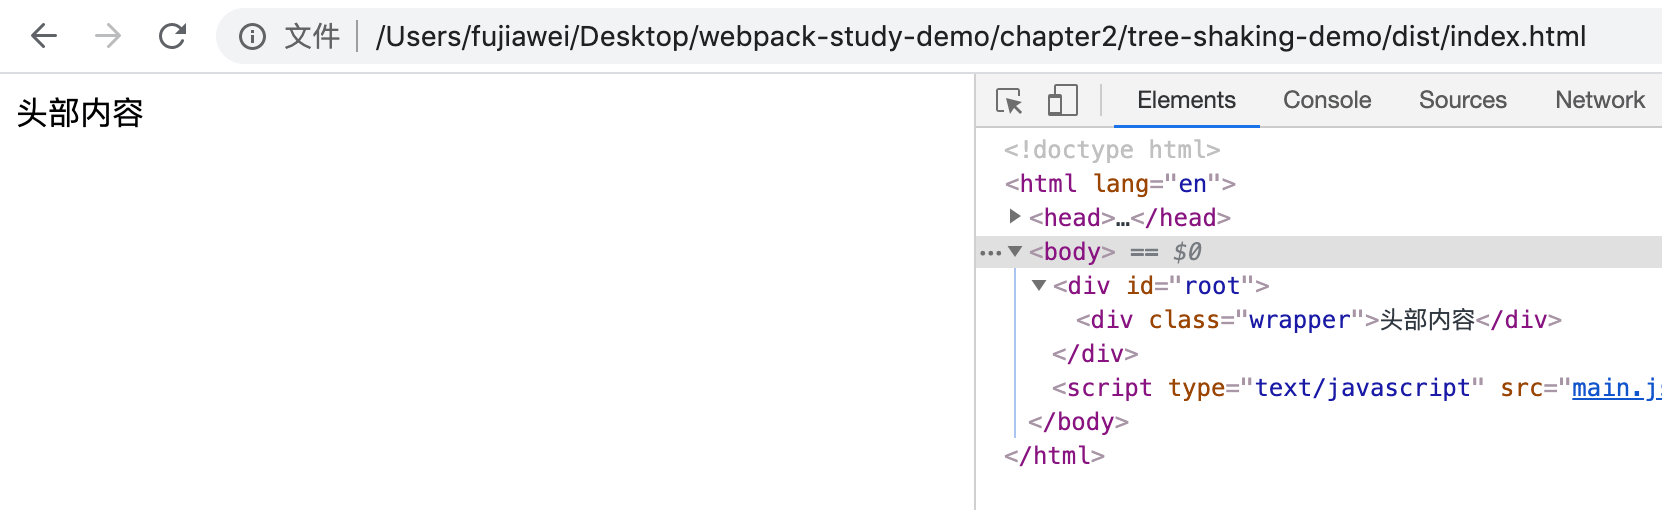 文件 /Users/fujiawei/Desktop/webpack-study-demo/chapter2/tree-shaking-demo/dist/index.html
头部内容
Elements Console Sources Network
<!doctype html>
<html lang="en">
<head>…</head>
<body> == $0
<div id="root">
<div class="wrapper">头部内容</div>
</div>
<script type="text/javascript" src="main.js
</body>
</html>